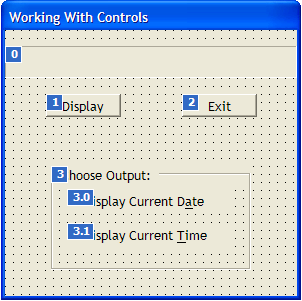 Working With Controls
0
1 Display 2 Exit
3 hoose Output:
3.0 isplay Current Date
3.1 isplay Current Time